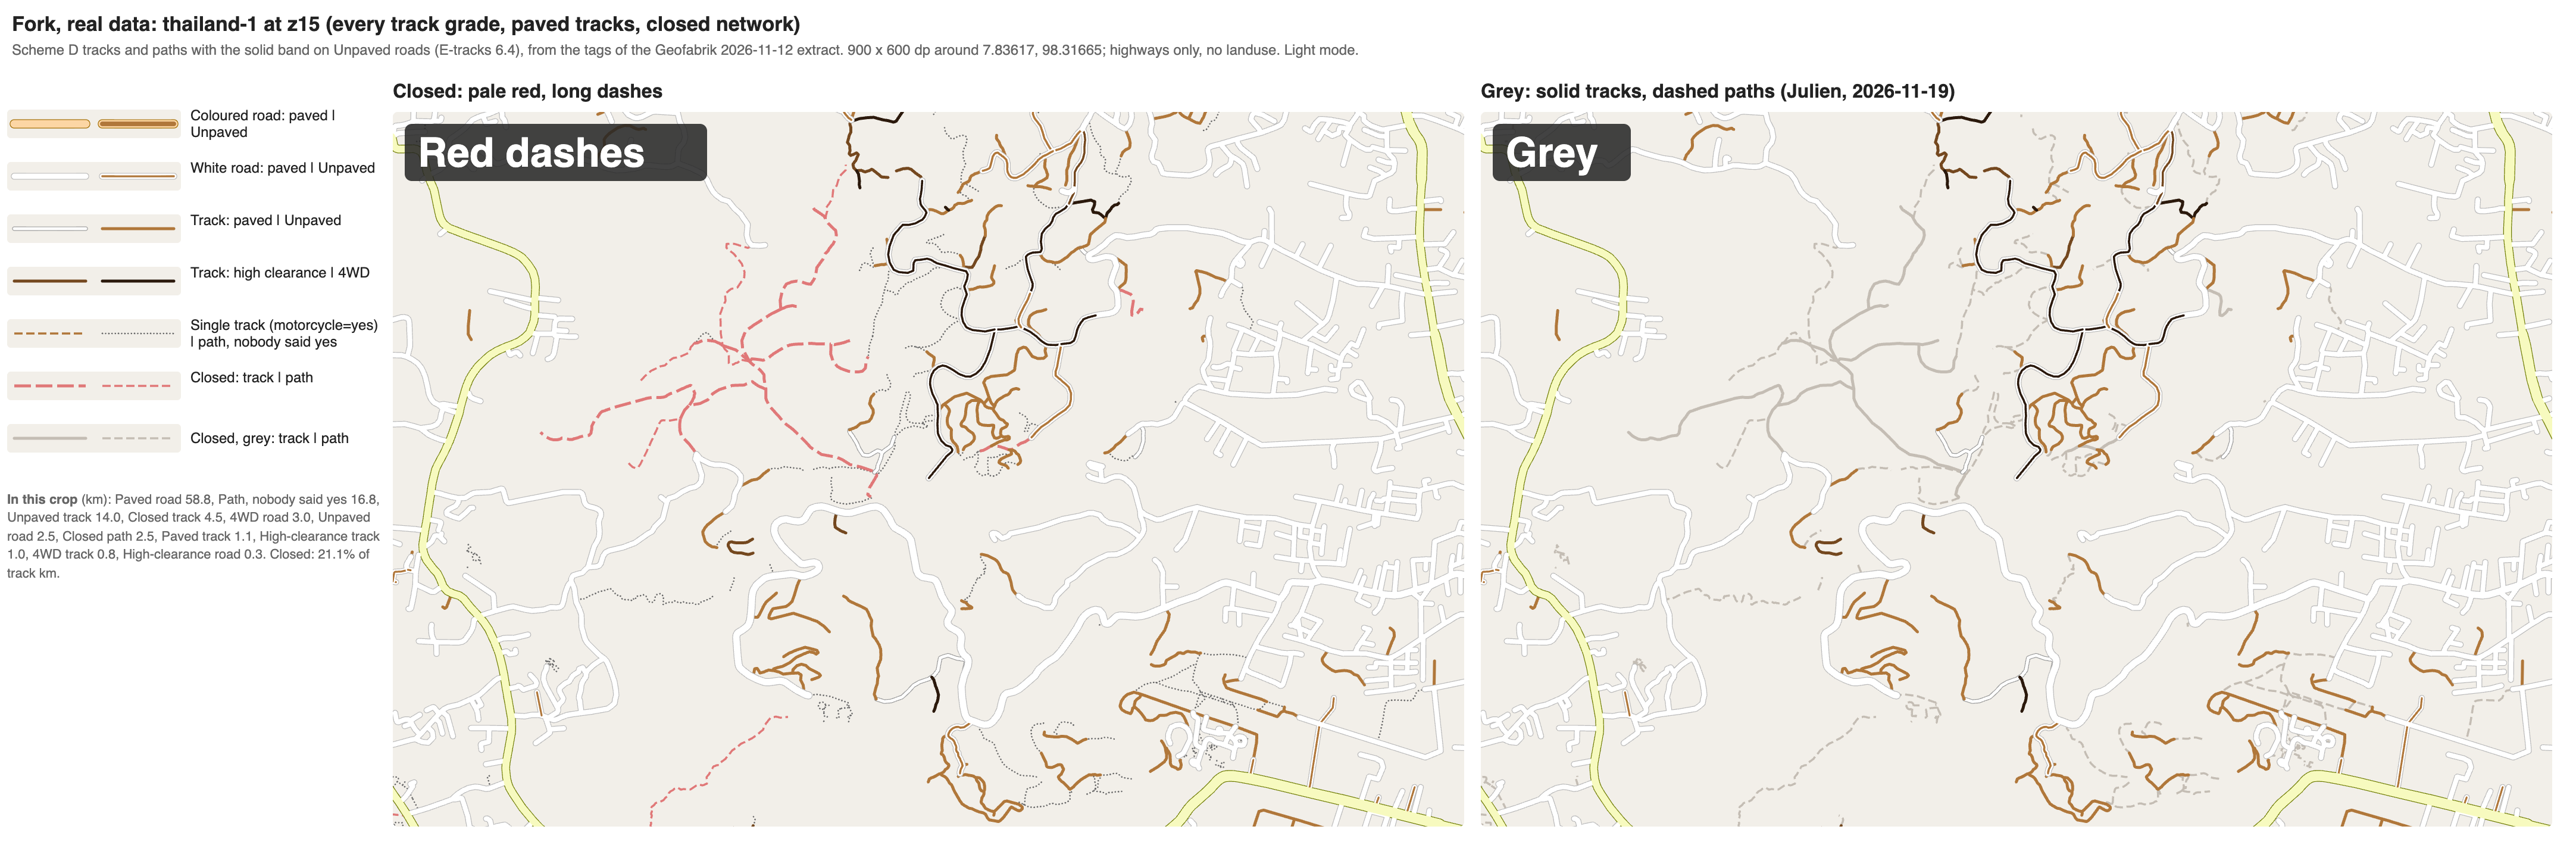 Fork, real data: thailand-1 at z15 (every track grade, paved tracks, closed network)
Scheme D tracks and paths with the solid band on Unpaved roads (E-tracks 6.4), from the tags of the Geofabrik 2026-11-12 extract. 900 x 600 dp around 7.83617, 98.31665; highways only, no landuse. Light mode.
Coloured road: paved |
Unpaved
White road: paved | Unpaved
Track: paved | Unpaved
Track: high clearance | 4WD
Single track (motorcycle=yes)
| path, nobody said yes
Closed: track | path
Closed, grey: track | path
In this crop (km): Paved road 58.8, Path, nobody said yes 16.8,
Unpaved track 14.0, Closed track 4.5, 4WD road 3.0, Unpaved
road 2.5, Closed path 2.5, Paved track 1.1, High-clearance track
1.0, 4WD track 0.8, High-clearance road 0.3. Closed: 21.1% of
track km.
Closed: pale red, long dashes
Red dashes
Grey: solid tracks, dashed paths (Julien, 2026-11-19)
Grey